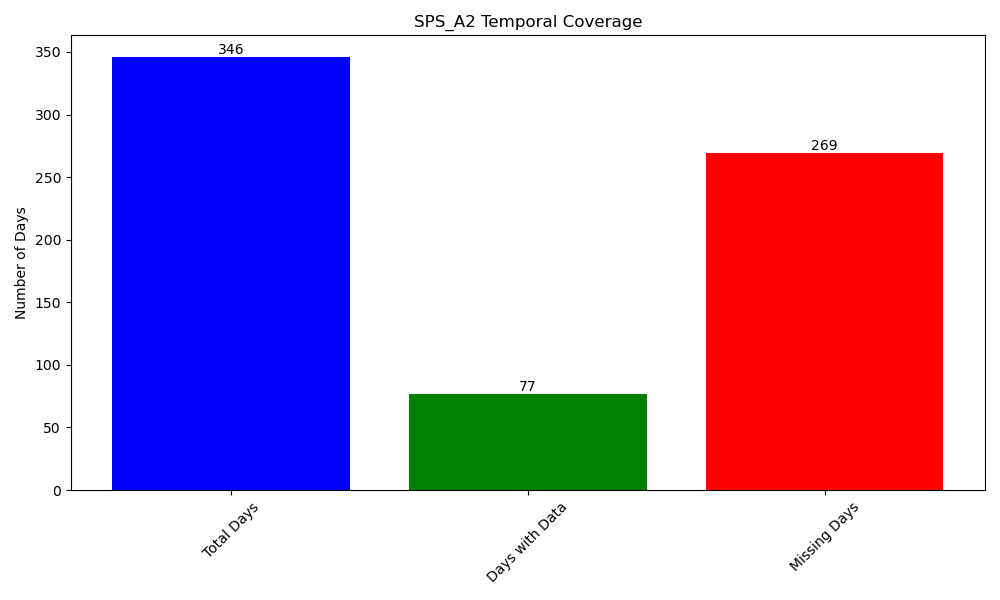 SPS_A2 Temporal Coverage
Number of Days
350
300
250
200
150
100
50
0
346
77
269
Total Days
Days with Data
Missing Days